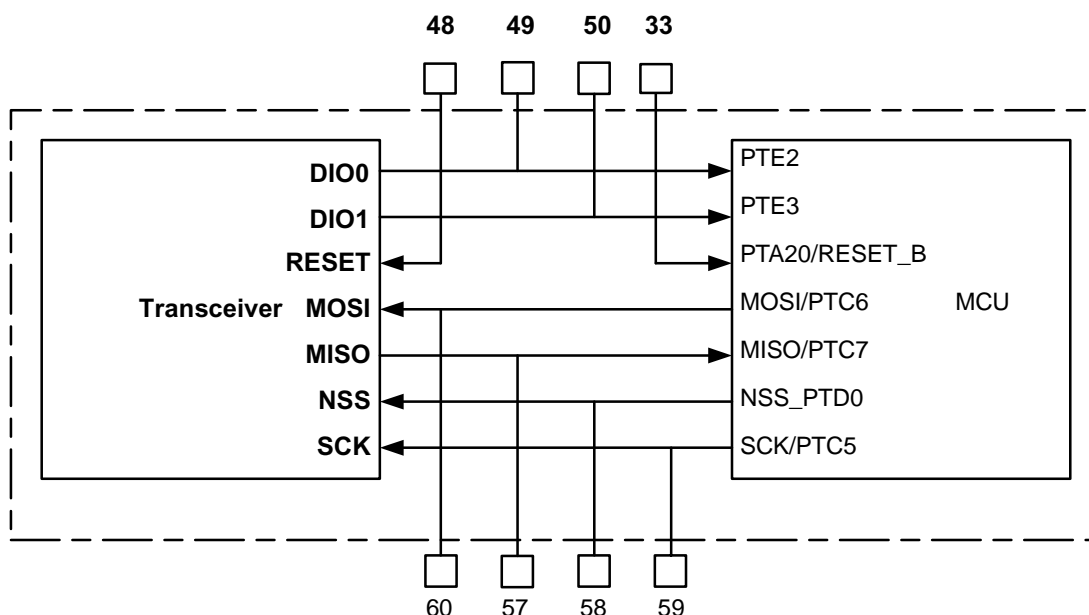 48 49 50 33
DIO0 PTE2
DIO1 PTE3
RESET PTA20/RESET_B
Transceiver MOSI MOSI/PTC6 MCU
MISO MISO/PTC7
NSS NSS_PTD0
SCK SCK/PTC5
60 57 58 59